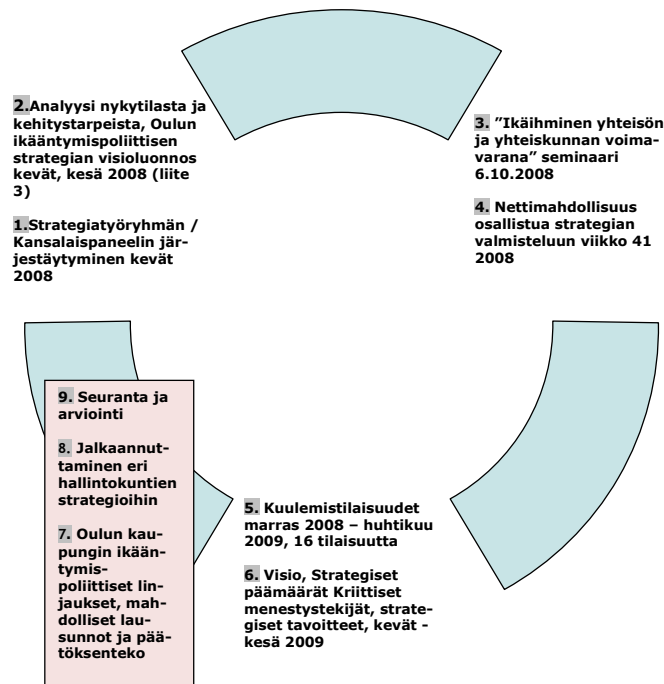 2.Analyysi nykytilasta ja
kehitystarpeista, Oulun
ikääntymispoliittisen
strategian visioluonnos
kevät, kesä 2008 (liite
3)
1.Strategiatyöryhmän /
Kansalaispaneelin jär-
jestäytyminen kevät
2008
3. ”Ikäihminen yhteisön
ja yhteiskunnan voima-
varana” seminaari
6.10.2008
4. Nettimahdollisuus
osallistua strategian
valmisteluun viikko 41
2008
9. Seuranta ja
arviointi
8. Jalkaannut-
taminen eri
hallintokuntien
strategioihin
7. Oulun kau-
pungin ikään-
tymis-
poliittiset lin-
jaukset, mah-
dolliset lau-
sunnot ja pää-
töksenteko
5. Kuulemistilaisuudet
marras 2008 – huhtikuu
2009, 16 tilaisuutta
6. Visio, Strategiset
päämäärät Kriittiset
menestystekijät, strate-
giset tavoitteet, kevät -
kesä 2009